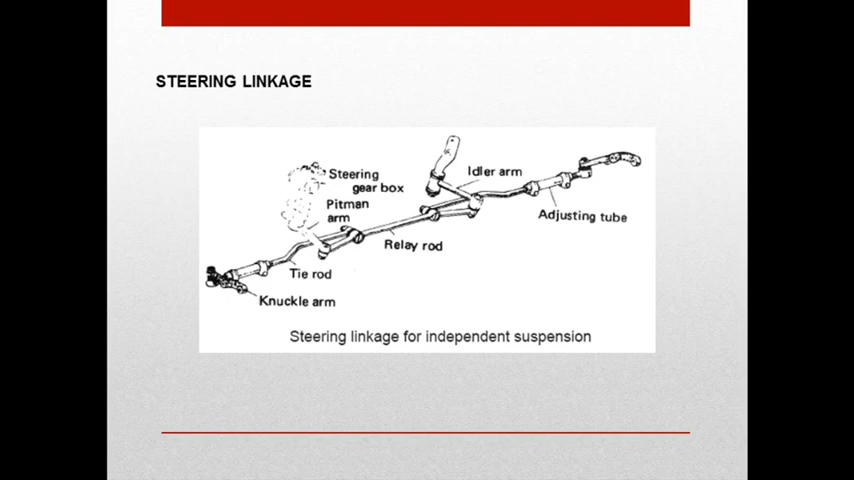 STEERING LINKAGE
Steering
gear box
Pitman
arm
Idler arm
Adjusting tube
Relay rod
Tie rod
Knuckle arm
Steering linkage for independent suspension